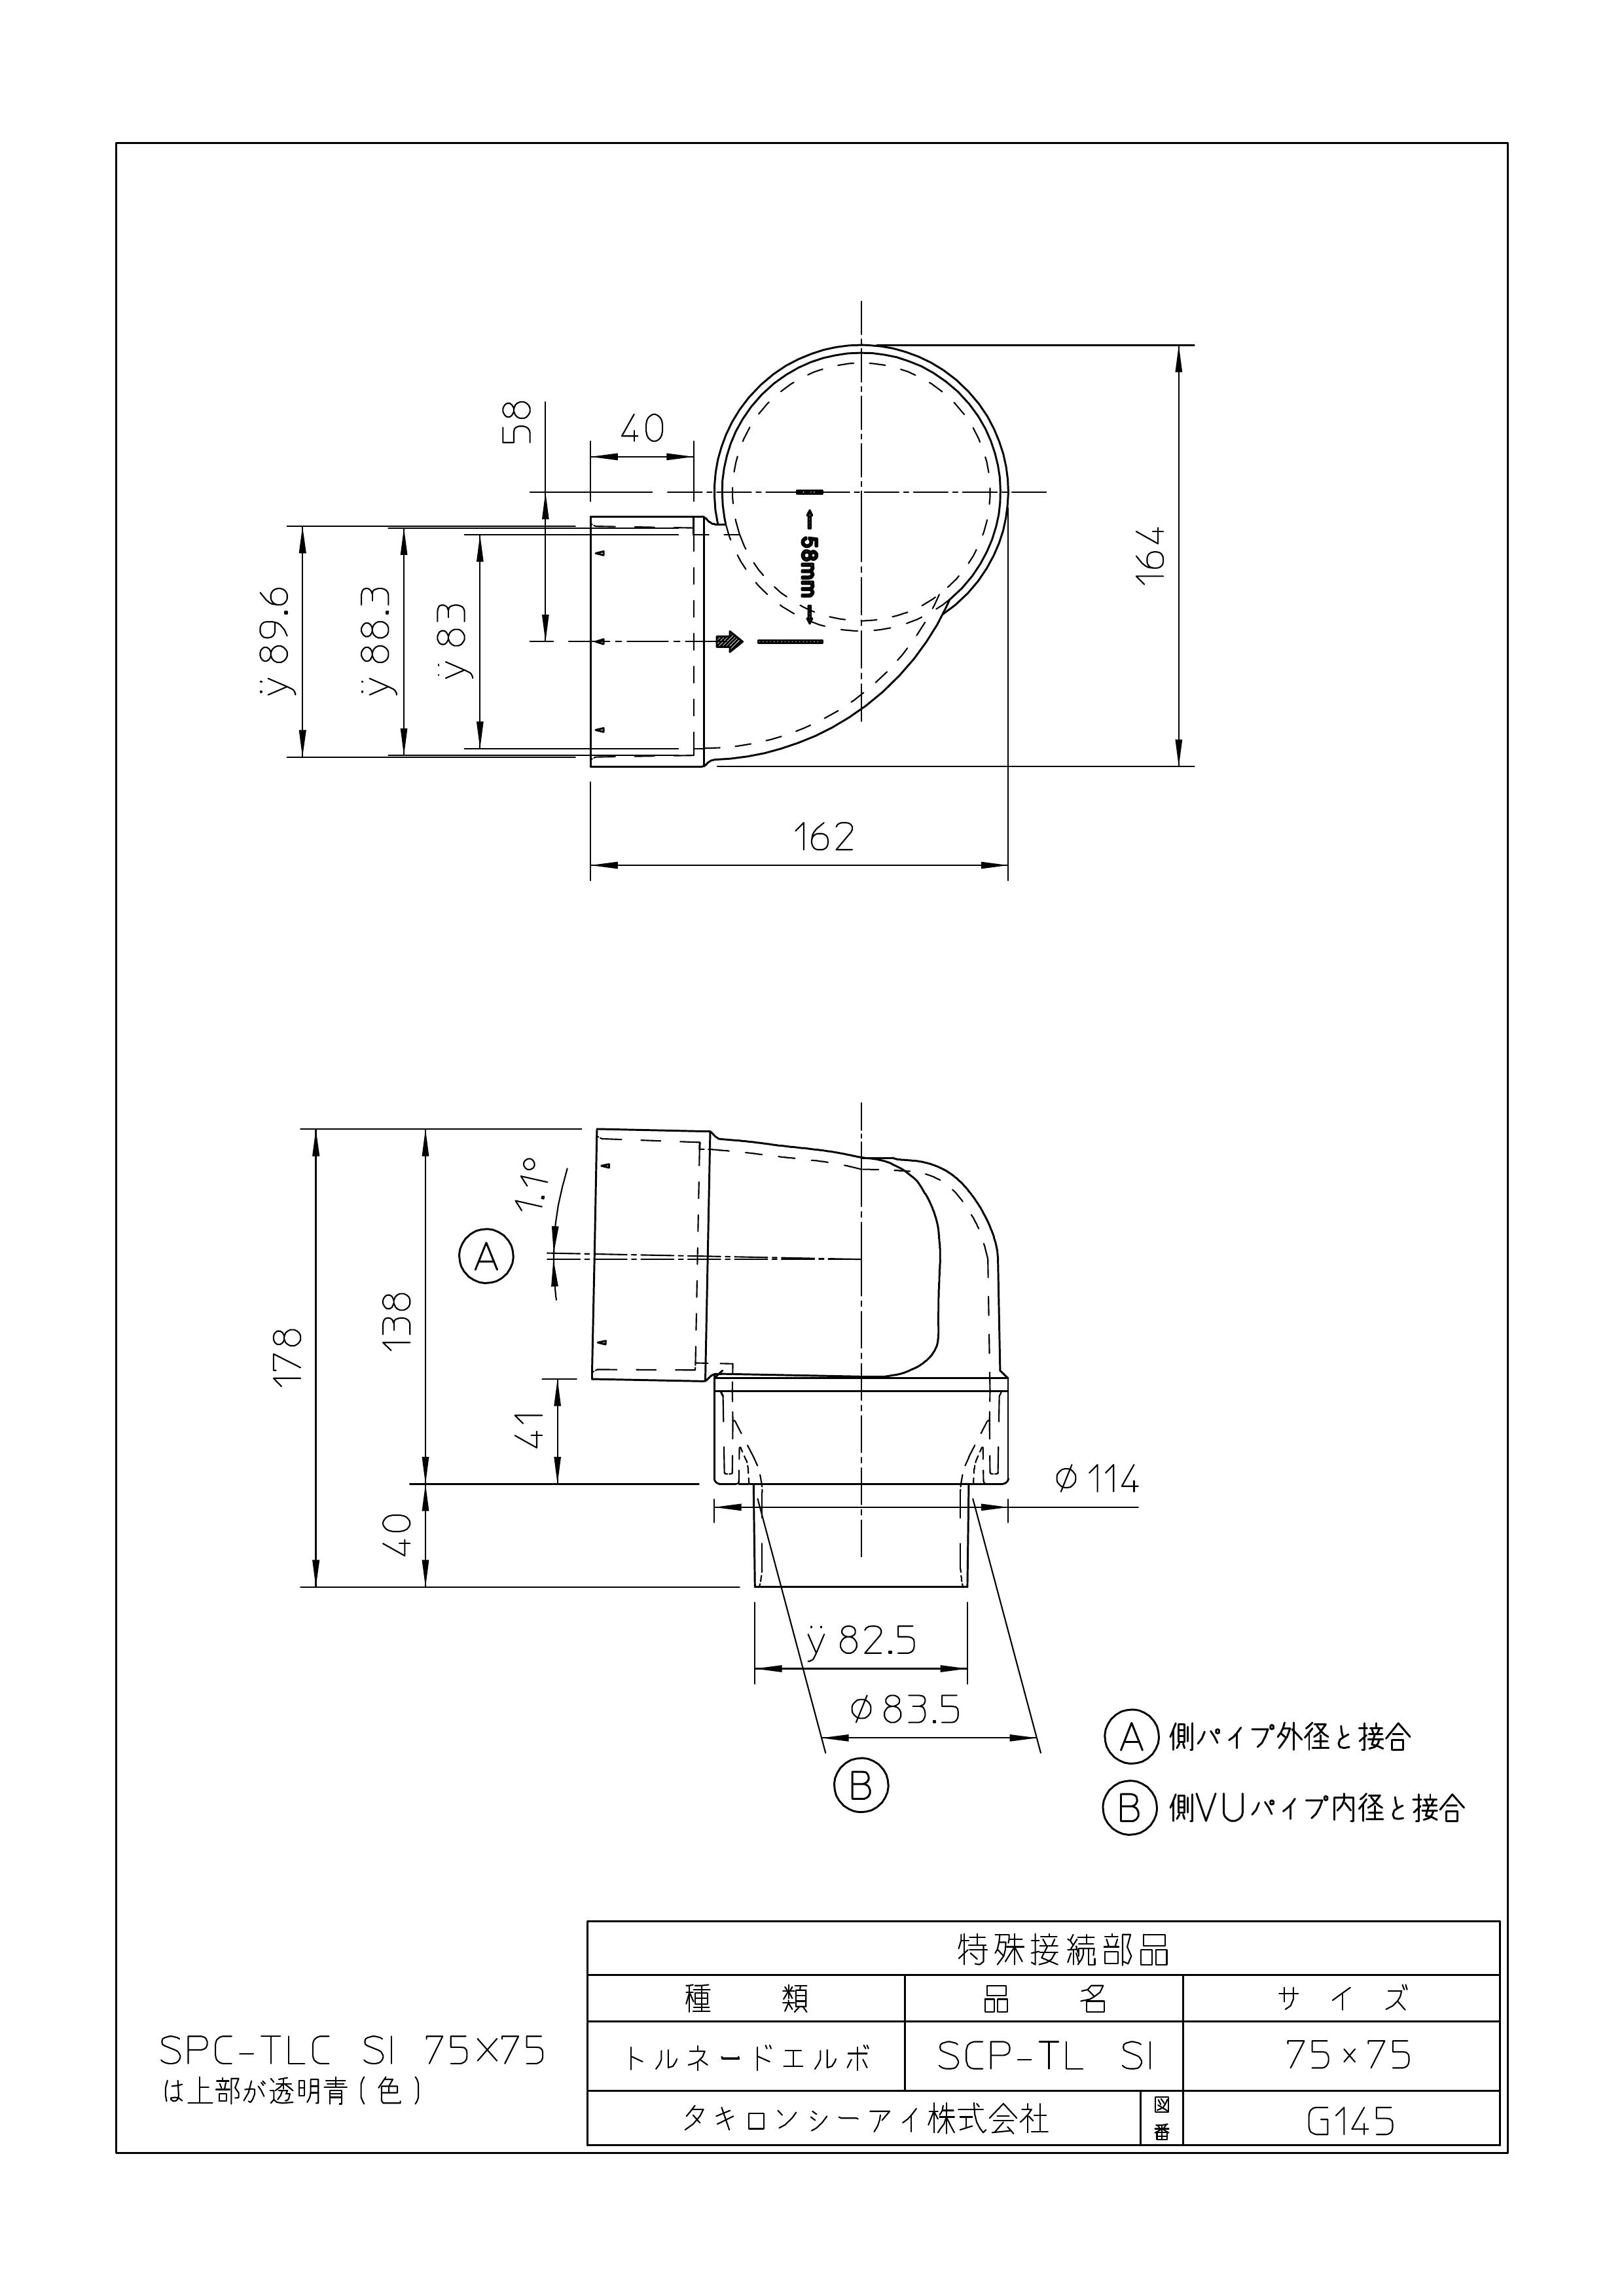 58
40
164
58mm
ÿ 89.6
ÿ 88.3
ÿ 83
162
1.1°
A
178
138
41
40
φ 114
ÿ 82.5
φ 83.5
B
A 側パイプ外径と接合
B 側VUパイプ内径と接合
特殊接続部品
種 類 品 名 サ イ ズ
トルネードエルボ SCP-TL SI 75×75
タキロンシーアイ株式会社 図番 G145
SPC-TLC SI 75×75
は上部が透明青(色)